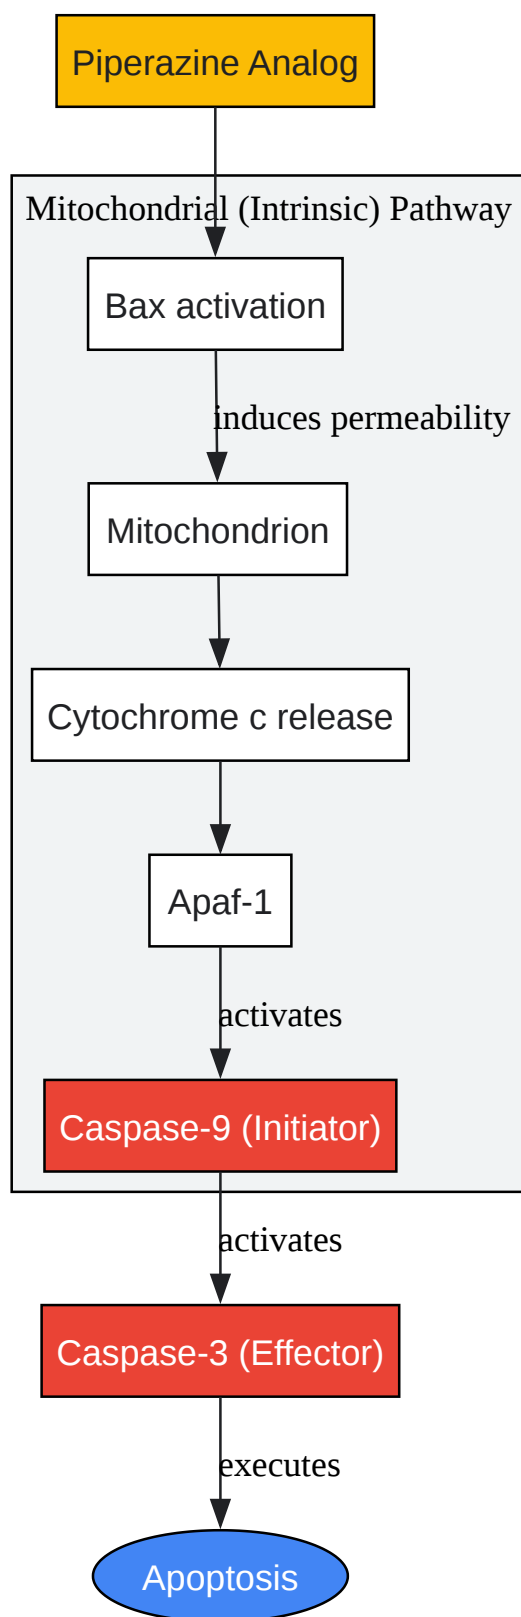 Piperazine Analog
Mitochondrial (Intrinsic) Pathway
Bax activation
induces permeability
Mitochondrion
Cytochrome c release
Apaf-1
activates
Caspase-9 (Initiator)
activates
Caspase-3 (Effector)
executes
Apoptosis